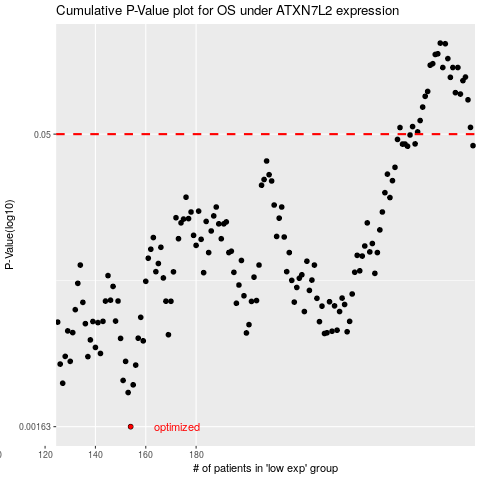 Cumulative P-Value plot for OS under ATXN7L2 expression
P-Value(log10)
0.05
0.00163
optimized
0 120 140 160 180
# of patients in 'low exp' group